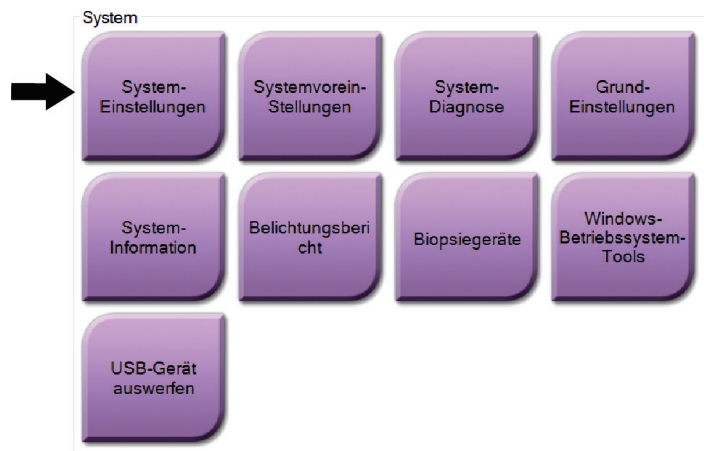 System
System-
Einstellungen
Systemvorein-
Stellungen
System-
Diagnose
Grund-
Einstellungen
System-
Information
Belichtungsberi
cht
Biopsiegeräte
Windows-
Betriebssystem-
Tools
USB-Gerät
auswerfen